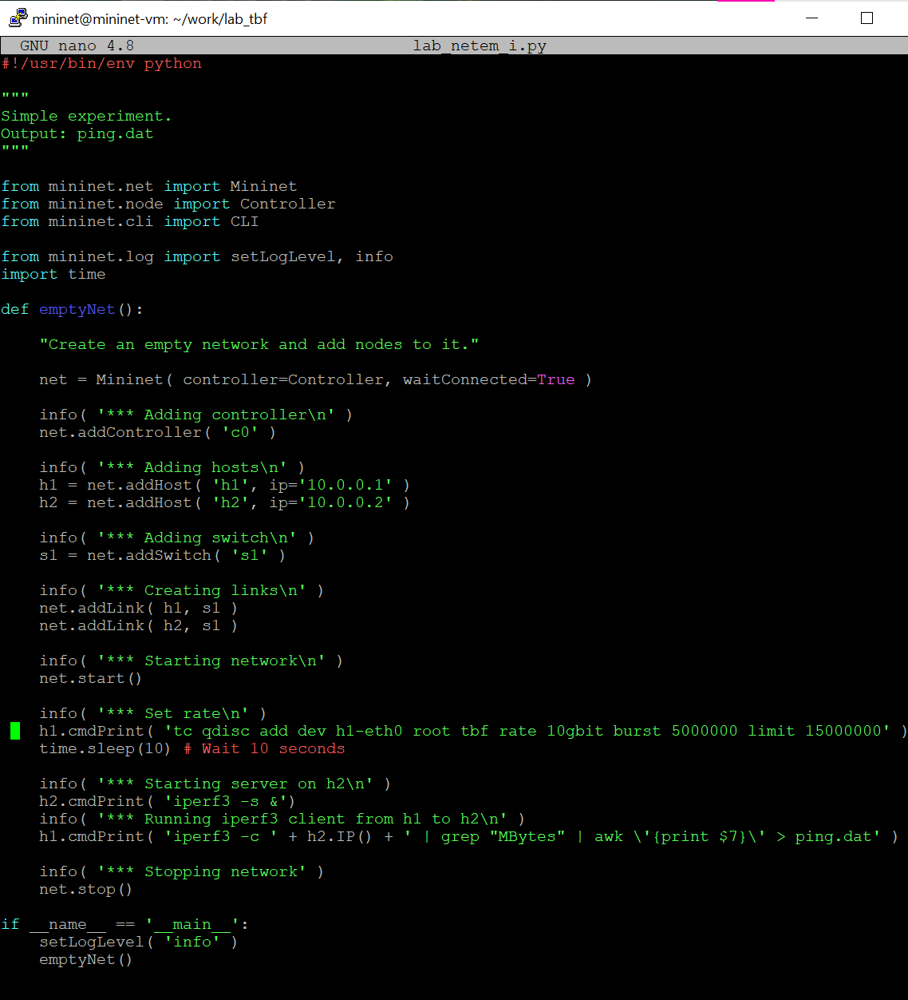 mininet@mininet-vm: ~/work/lab_tbf
GNU nano 4.8 lab_netem_i.py
#!/usr/bin/env python
"""
Simple experiment.
Output: ping.dat
"""
from mininet.net import Mininet
from mininet.node import Controller
from mininet.cli import CLI
from mininet.log import setLogLevel, info
import time
def emptyNet():
    "Create an empty network and add nodes to it."
    net = Mininet( controller=Controller, waitConnected=True )
    info( '*** Adding controller\n' )
    net.addController( 'c0' )
    info( '*** Adding hosts\n' )
    h1 = net.addHost( 'h1', ip='10.0.0.1' )
    h2 = net.addHost( 'h2', ip='10.0.0.2' )
    info( '*** Adding switch\n' )
    s1 = net.addSwitch( 's1' )
    info( '*** Creating links\n' )
    net.addLink( h1, s1 )
    net.addLink( h2, s1 )
    info( '*** Starting network\n' )
    net.start()
    info( '*** Set rate\n' )
    h1.cmdPrint( 'tc qdisc add dev h1-eth0 root tbf rate 10gbit burst 5000000 limit 15000000' )
    time.sleep(10) # Wait 10 seconds
    info( '*** Starting server on h2\n' )
    h2.cmdPrint( 'iperf3 -s &')
    info( '*** Running iperf3 client from h1 to h2\n' )
    h1.cmdPrint( 'iperf3 -c ' + h2.IP() + ' | grep "MBytes" | awk \'{print $7}\' > ping.dat' )
    info( '*** Stopping network' )
    net.stop()
if __name__ == '__main__':
    setLogLevel( 'info' )
    emptyNet()